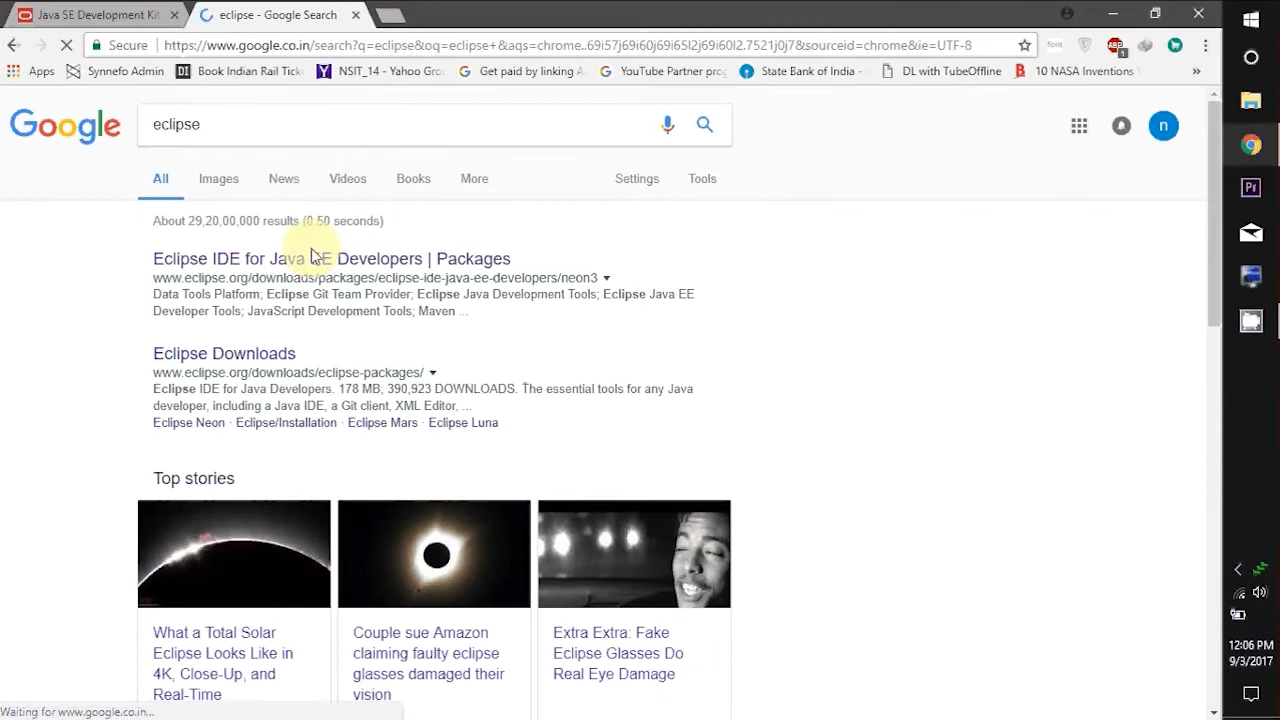 Java SE Development Kit
eclipse - Google Search
Secure
https://www.google.co.in/search?q=eclipse&oq=eclipse+&aqs=chrome..69i57j69i60j69i65l2j69i60l2.7521j0j7&sourceid=chrome&ie=UTF-8
Apps
Synnefo Admin
Book Indian Rail Tick
NSIT_14 - Yahoo Gro
Get paid by linking
YouTube Partner prog
State Bank of India
DL with TubeOffline
10 NASA Inventions
»
Google
eclipse
n
All
Images
News
Videos
Books
More
Settings
Tools
About 29,20,00,000 results (0.50 seconds)
Eclipse IDE for Java EE Developers | Packages
www.eclipse.org/downloads/packages/eclipse-ide-java-ee-developers/neon3
Data Tools Platform; Eclipse Git Team Provider; Eclipse Java Development Tools; Eclipse Java EE
Developer Tools; JavaScript Development Tools; Maven ...
Eclipse Downloads
www.eclipse.org/downloads/eclipse-packages/
Eclipse IDE for Java Developers. 178 MB; 390,923 DOWNLOADS. The essential tools for any Java
developer, including a Java IDE, a Git client, XML Editor, ...
Eclipse Neon · Eclipse/Installation · Eclipse Mars · Eclipse Luna
Top stories
What a Total Solar
Eclipse Looks Like in
4K, Close-Up, and
Real-Time
Couple sue Amazon
claiming faulty eclipse
glasses damaged their
vision
Extra Extra: Fake
Eclipse Glasses Do
Real Eye Damage
Waiting for www.google.co.in...
Pr
12:06 PM
9/3/2017